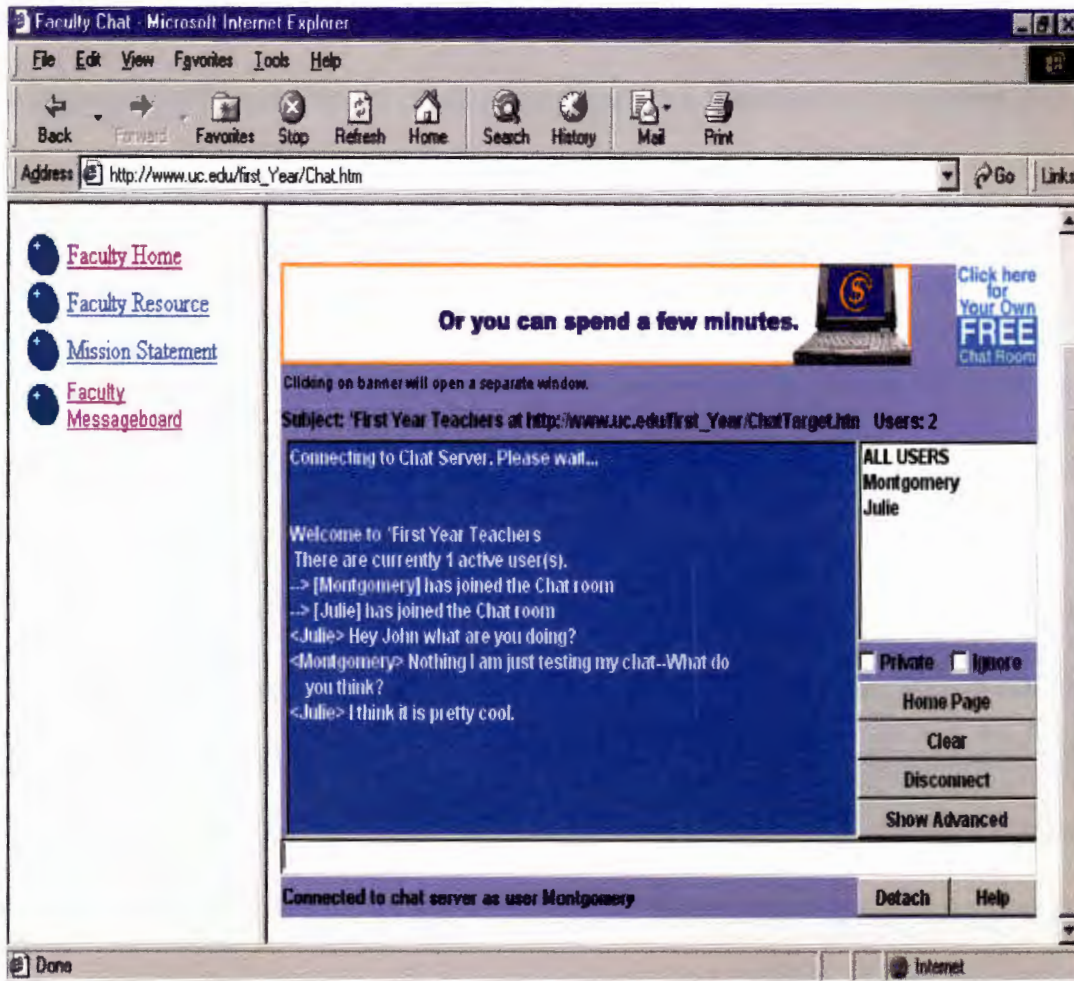 Faculty Chat - Microsoft Internet Explorer
File Edit View Favorites Tools Help
Back Forward Favorites Stop Refresh Home Search History Mail Print
Address http://www.uc.edu/first_Year/Chat.htm Go Links
Faculty Home
Faculty Resource
Mission Statement
Faculty
Messageboard
Or you can spend a few minutes.
Click here
for
Your Own
FREE
Chat Room
Clicking on banner will open a separate window.
Subject: 'First Year Teachers at http://www.uc.edu/first_Year/ChatTarget.htm Users: 2
Connecting to Chat Server. Please wait...
Welcome to 'First Year Teachers
There are currently 1 active user(s).
--> [Montgomery] has joined the Chat room
--> [Julie] has joined the Chat room
<Julie> Hey John what are you doing?
<Montgomery> Nothing I am just testing my chat--What do
you think?
<Julie> I think it is pretty cool.
ALL USERS
Montgomery
Julie
Private Ignore
Home Page
Clear
Disconnect
Show Advanced
Connected to chat server as user Montgomery
Detach Help
Done Internet